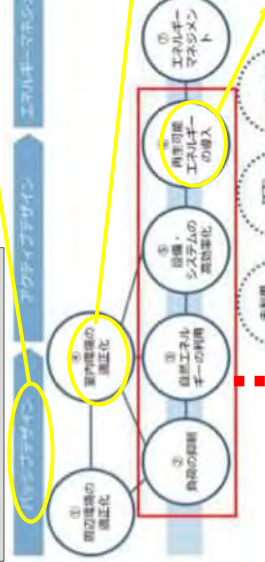 パッシブデザイン
アクティブデザイン
①
周辺環境の
適正化
④
室内環境の
適正化
②
負荷の抑制
③
自然エネル
ギーの利用
⑤
設備・
システムの
高効率化
⑥
再生可能
エネルギー
の導入
⑦
エネルギー
マネジメン
ト